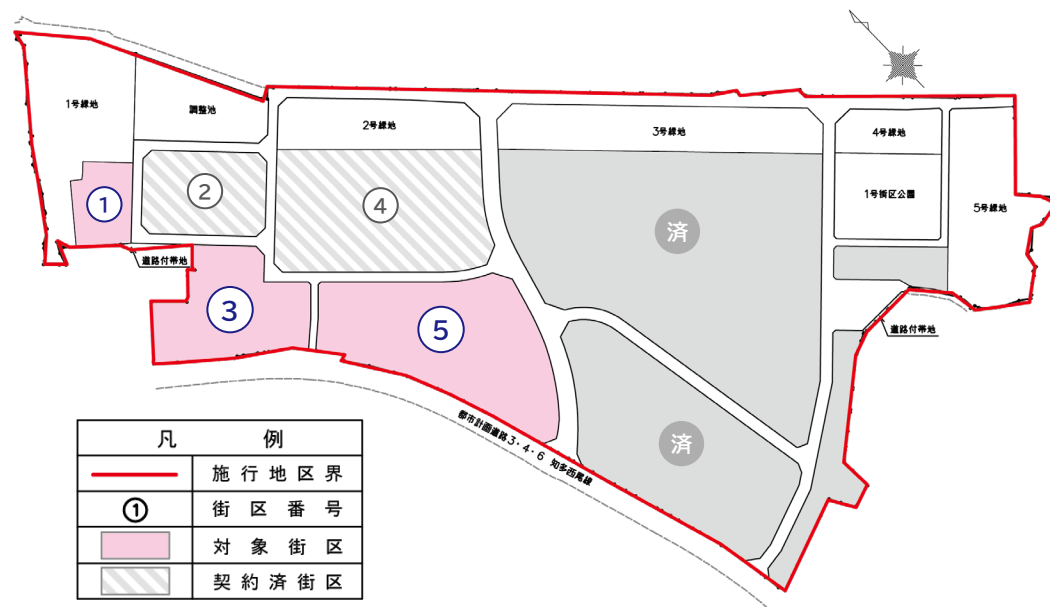 1号緑地
調整池
2号緑地
3号緑地
4号緑地
1号街区公園
5号緑地
①
②
④
済
道路付帯地
③
⑤
道路付帯地
済
都市計画道路3・4・6 知多西尾線
凡 例
施行地区界
① 街区番号
対象街区
契約済街区